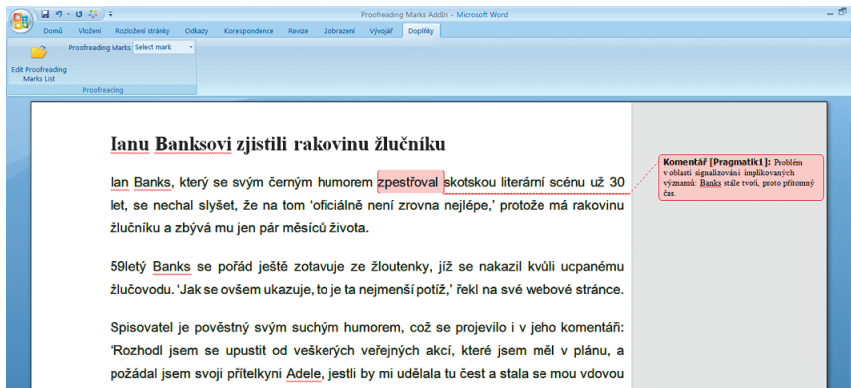 Proofreading Marks AddIn - Microsoft Word
Domů Vložení Rozložení stránky Odkazy Korespondence Revize Zobrazení Vývojář Doplňky
Proofreading Marks Select mark
Edit Proofreading
Marks List
Proofreacing
Ianu Banksovi zjistili rakovinu žlučníku
Ian Banks, který se svým černým humorem zpestřoval skotskou literární scénu už 30
let, se nechal slyšet, že na tom ‘oficiálně není zrovna nejlépe,’ protože má rakovinu
žlučníku a zbývá mu jen pár měsíců života.
59letý Banks se pořád ještě zotavuje ze žloutenky, jíž se nakazil kvůli ucpanému
žlučovodu. ‘Jak se ovšem ukazuje, to je ta nejmenší potíž,’ řekl na své webové stránce.
Spisovatel je pověstný svým suchým humorem, což se projevilo i v jeho komentáři:
‘Rozhodl jsem se upustit od veškerých veřejných akcí, které jsem měl v plánu, a
požádal jsem svoji přítelkyni Adele, jestli by mi udělala tu čest a stala se mou vdovou
Komentář [Pragmatik1]: Problém
v oblasti signalizování implikovaných
významů: Banks stále tvoří, proto přítomný
čas.